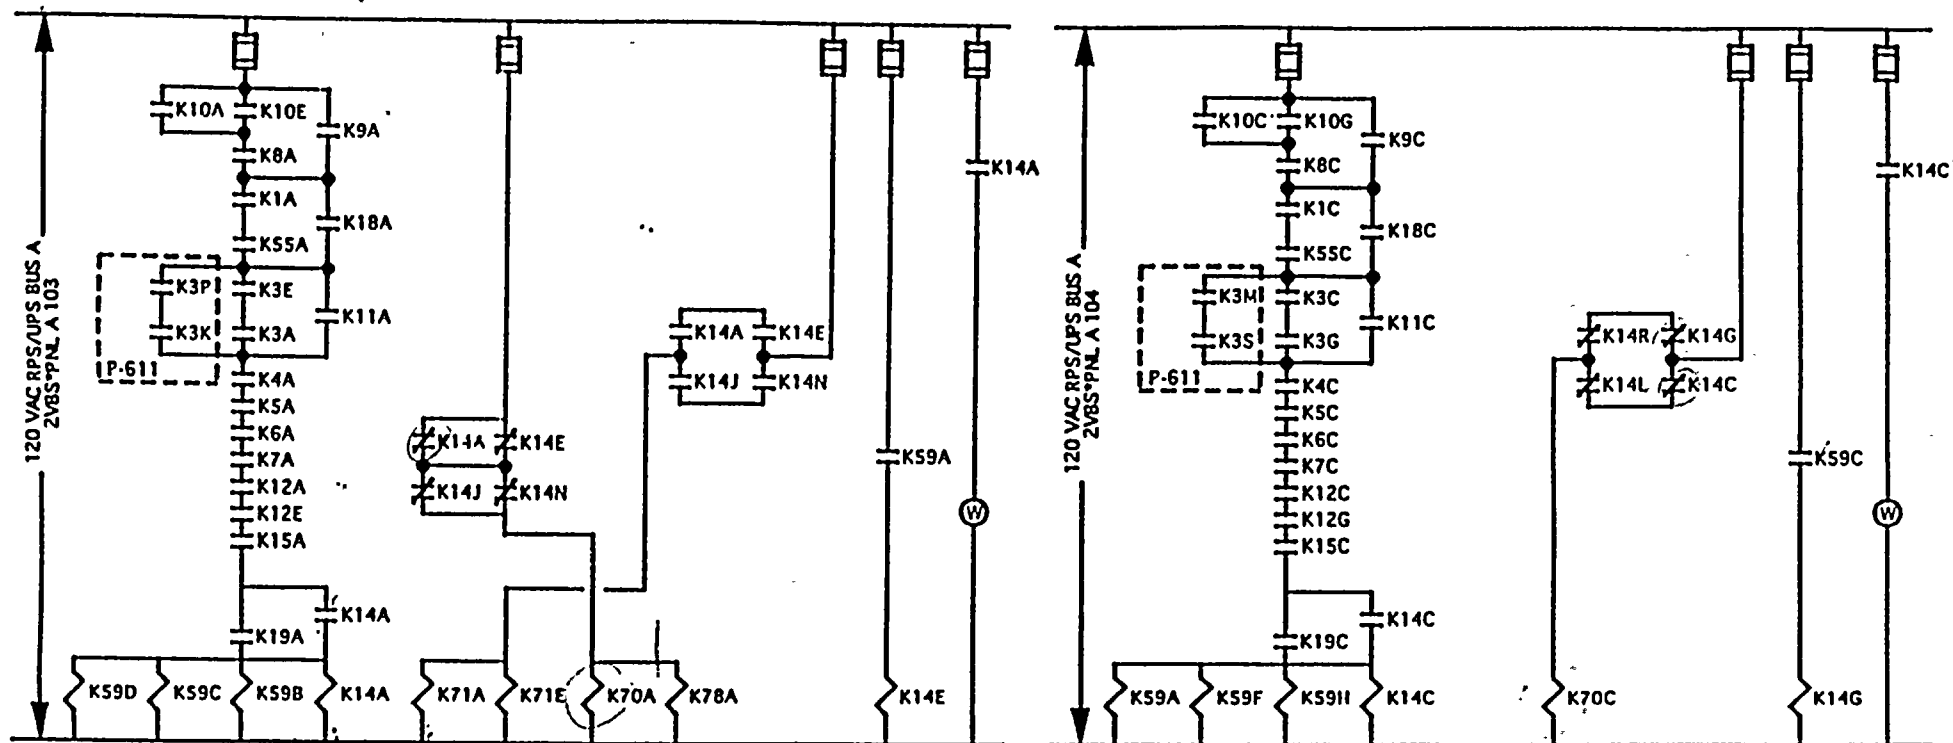 120 VAC RPS/UPS BUS A
2VBS*PNL A 103
K10A
K10E
K9A
K8A
K1A
K18A
K55A
K3P
K3E
K3K
K3A
K11A
P-611
K4A
K5A
K6A
K7A
K12A
K12E
K15A
K14A
K19A
K59D
K59C
K59B
K14A
K14A
K14E
K14J
K14N
K71A
K71E
K70A
K78A
K14A
K14E
K14J
K14N
K59A
K14E
K14A
W
120 VAC RPS/UPS BUS A
2VBS*PNL A 104
K10C
K10G
K9C
K8C
K1C
K18C
K55C
K3M
K3C
K3S
K3G
K11C
P-611
K4C
K5C
K6C
K7C
K12C
K12G
K15C
K14C
K19C
K59A
K59F
K59H
K14C
K14R
K14G
K14L
K14C
K70C
K59C
K14G
K14C
W